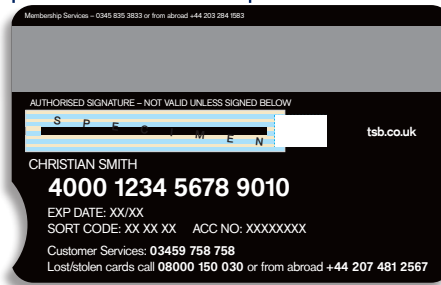 Membership Services – 0345 835 3833 or from abroad +44 203 284 1583
AUTHORISED SIGNATURE – NOT VALID UNLESS SIGNED BELOW
SPECIMEN
tsb.co.uk
CHRISTIAN SMITH
4000 1234 5678 9010
EXP DATE: XX/XX
SORT CODE: XX XX XX ACC NO: XXXXXXXX
Customer Services: 03459 758 758
Lost/stolen cards call 08000 150 030 or from abroad +44 207 481 2567